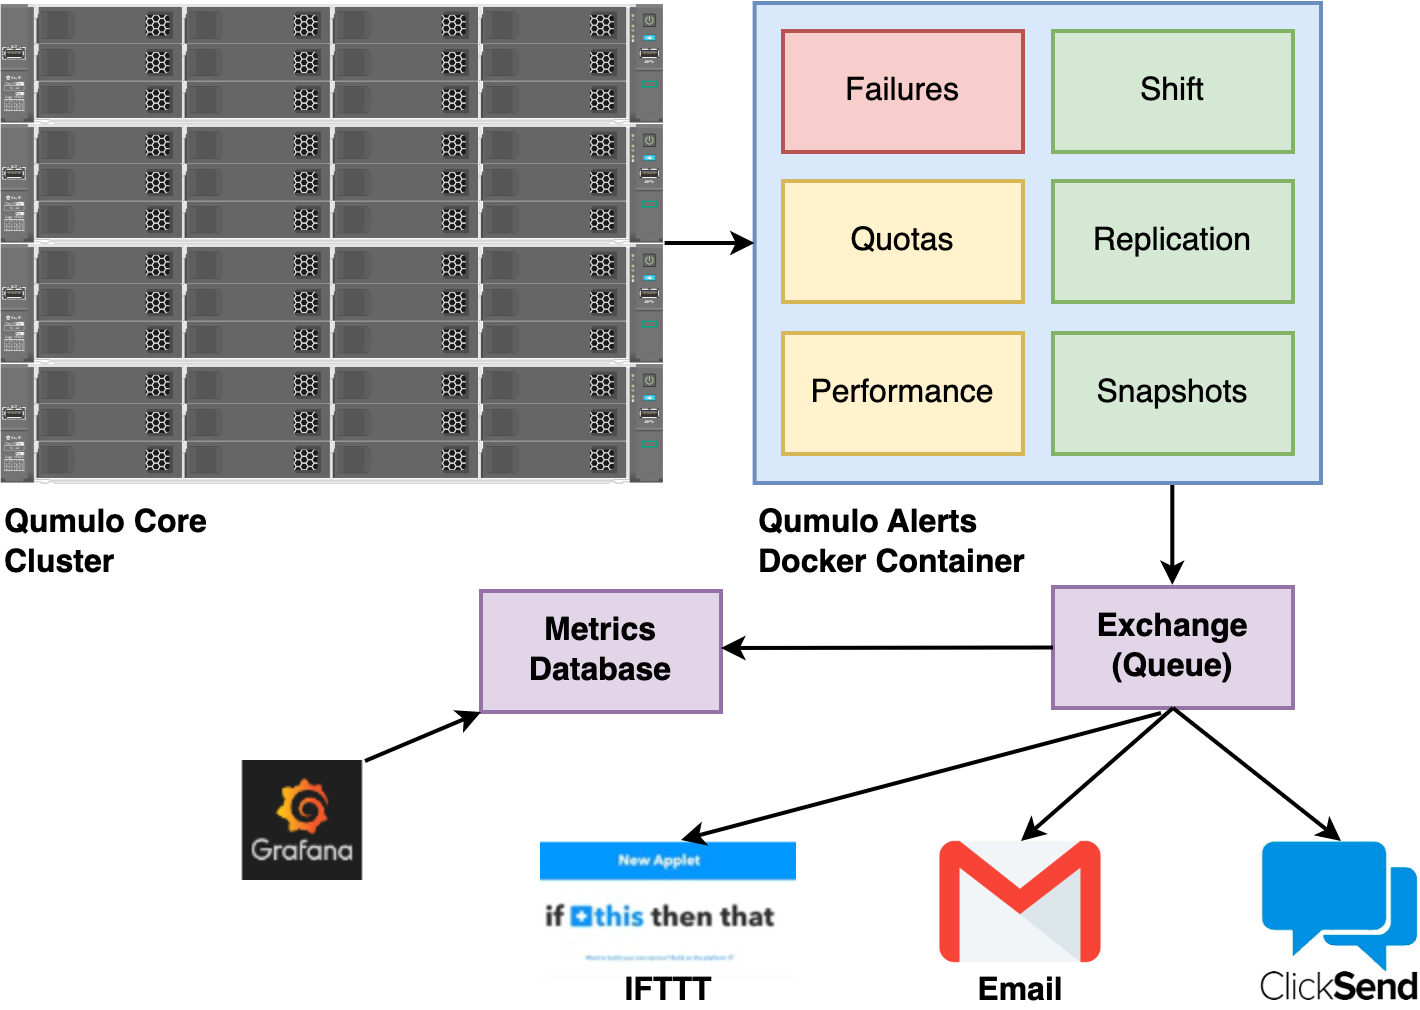 Failures
Shift
Quotas
Replication
Performance
Snapshots
Qumulo Core
Cluster
Qumulo Alerts
Docker Container
Metrics
Database
Exchange
(Queue)
Grafana
New Applet
if this then that
IFTTT
Email
ClickSend